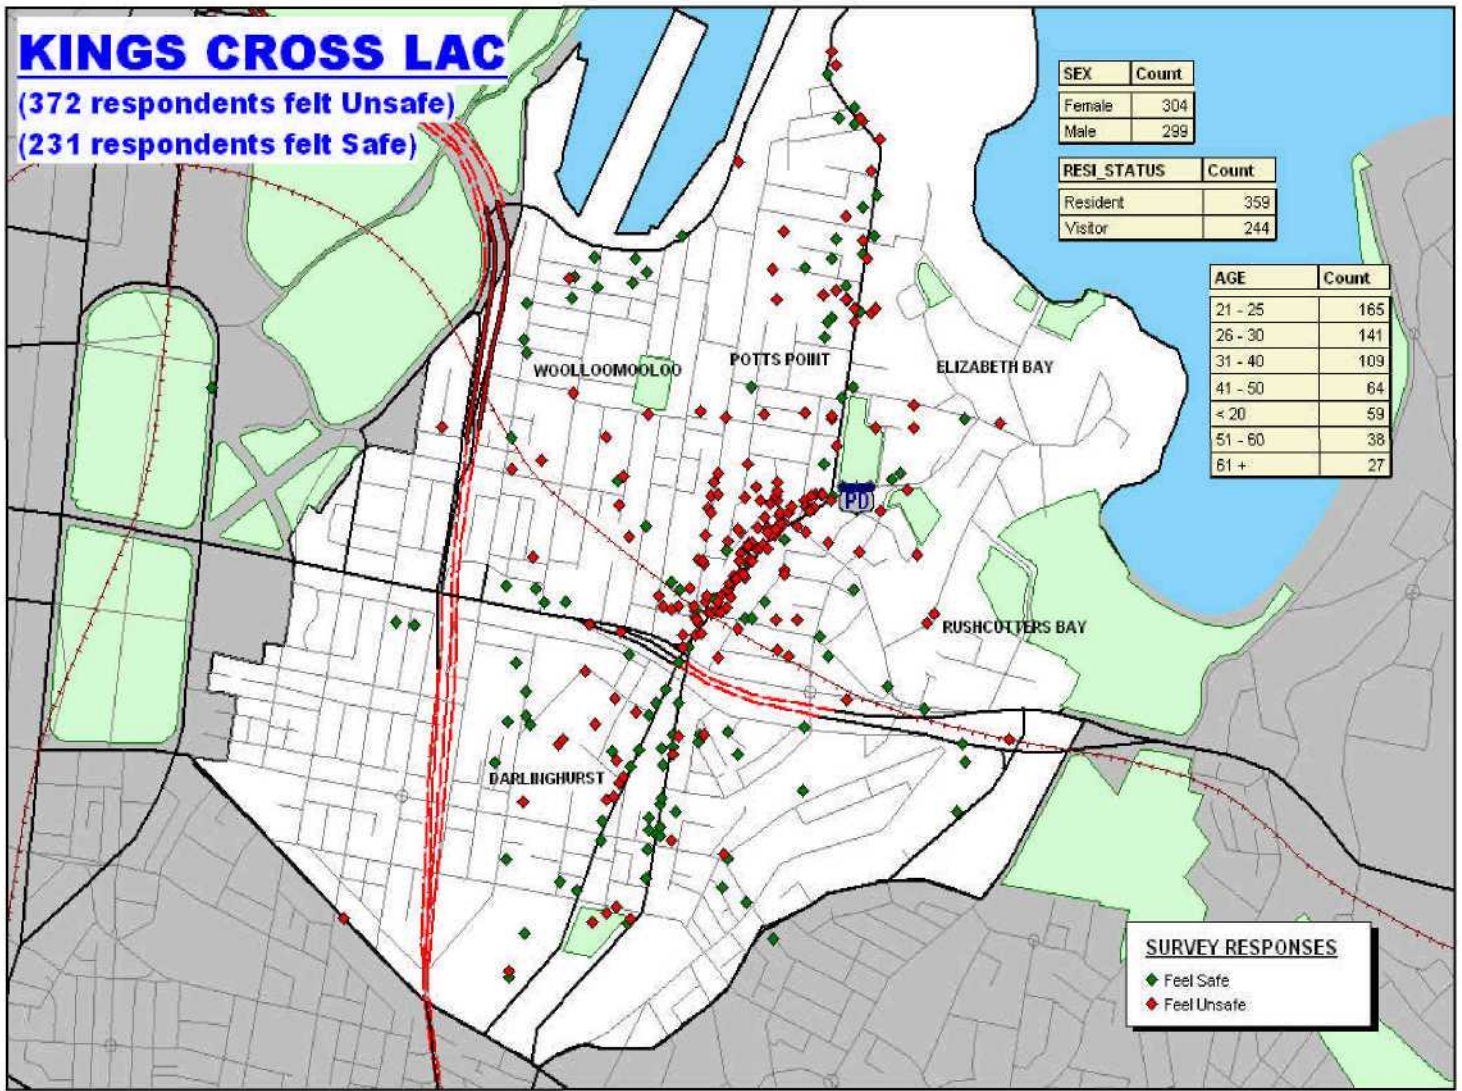 KINGS CROSS LAC
(372 respondents felt Unsafe)
(231 respondents felt Safe)
SEX Count
Female 304
Male 299
RESI_STATUS Count
Resident 359
Visitor 244
AGE Count
21 - 25 165
26 - 30 141
31 - 40 109
41 - 50 64
< 20 59
51 - 60 38
61 + 27
WOOLLOOMOOLOO
POTTS POINT
ELIZABETH BAY
PD
RUSHCUTTERS BAY
DARLINGHURST
SURVEY RESPONSES
Feel Safe
Feel Unsafe